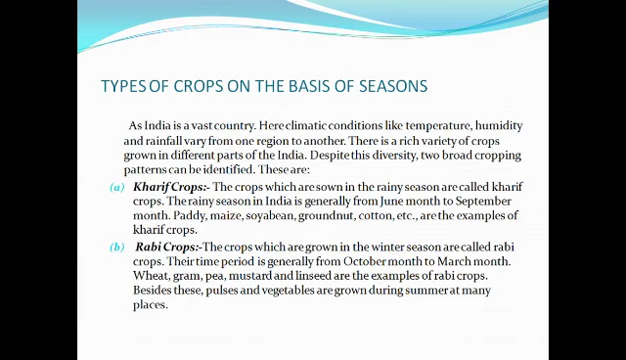 TYPES OF CROPS ON THE BASIS OF SEASONS
As India is a vast country. Here climatic conditions like temperature, humidity
and rainfall vary from one region to another. There is a rich variety of crops
grown in different parts of the India. Despite this diversity, two broad cropping
patterns can be identified. These are:
(a) Kharif Crops:- The crops which are sown in the rainy season are called kharif
crops. The rainy season in India is generally from June month to September
month. Paddy, maize, soyabean, groundnut, cotton, etc., are the examples of
kharif crops.
(b) Rabi Crops:-The crops which are grown in the winter season are called rabi
crops. Their time period is generally from October month to March month.
Wheat, gram, pea, mustard and linseed are the examples of rabi crops.
Besides these, pulses and vegetables are grown during summer at many
places.